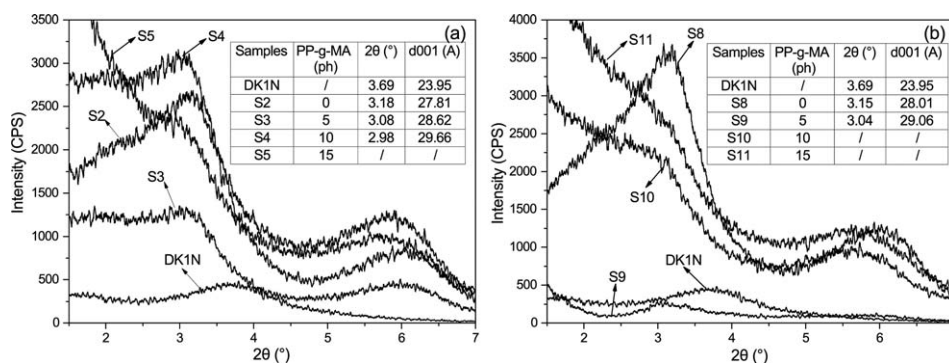 (a)
Intensity (CPS)
3500
3000
2500
2000
1500
1000
500
0
S5
S4
S2
S3
DK1N
Samples PP-g-MA (ph) 2θ (°) d001 (A)
DK1N / 3.69 23.95
S2 0 3.18 27.81
S3 5 3.08 28.62
S4 10 2.98 29.66
S5 15 / /
2 3 4 5 6 7
2θ (°)
(b)
Intensity (CPS)
4000
3500
3000
2500
2000
1500
1000
500
0
S11
S8
S10
DK1N
S9
Samples PP-g-MA (ph) 2θ (°) d001 (A)
DK1N / 3.69 23.95
S8 0 3.15 28.01
S9 5 3.04 29.06
S10 10 / /
S11 15 / /
2 3 4 5 6
2θ (°)